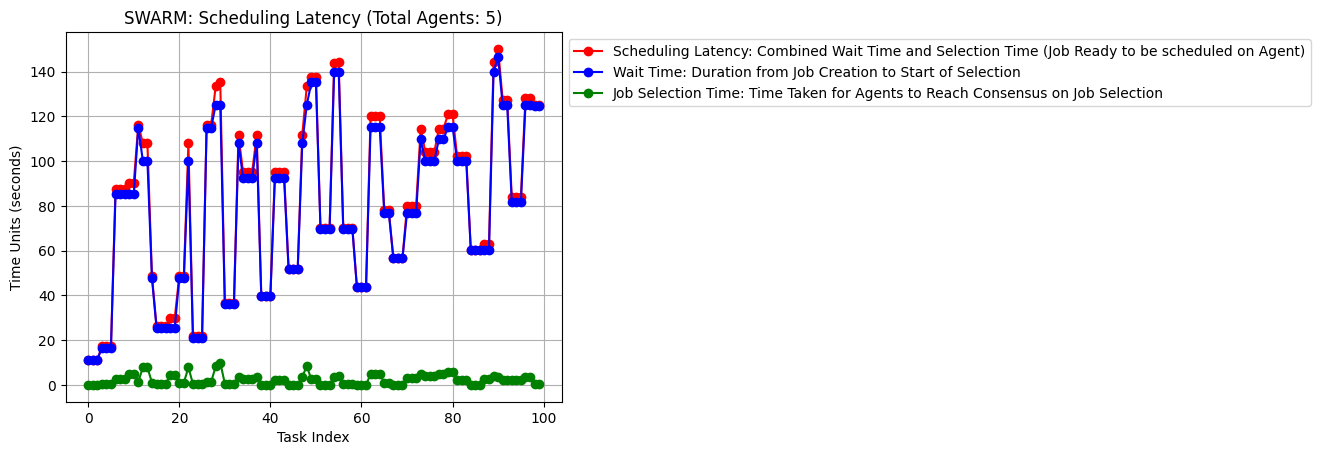 SWARM: Scheduling Latency (Total Agents: 5)
Scheduling Latency: Combined Wait Time and Selection Time (Job Ready to be scheduled on Agent)
Wait Time: Duration from Job Creation to Start of Selection
Job Selection Time: Time Taken for Agents to Reach Consensus on Job Selection
Time Units (seconds)
140
120
100
80
60
40
20
0
0 20 40 60 80 100
Task Index